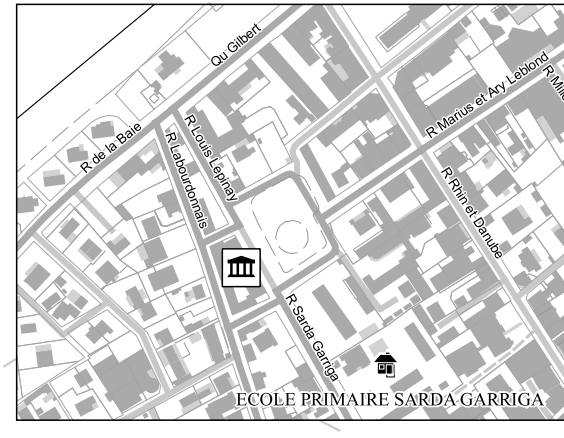 Qu Gilbert
R de la Baie
R Louis Lepinay
R Labourdonnais
R Marius et Ary Leblond
R Rhin et Danube
R Sarda Garriga
ECOLE PRIMAIRE SARDA GARRIGA